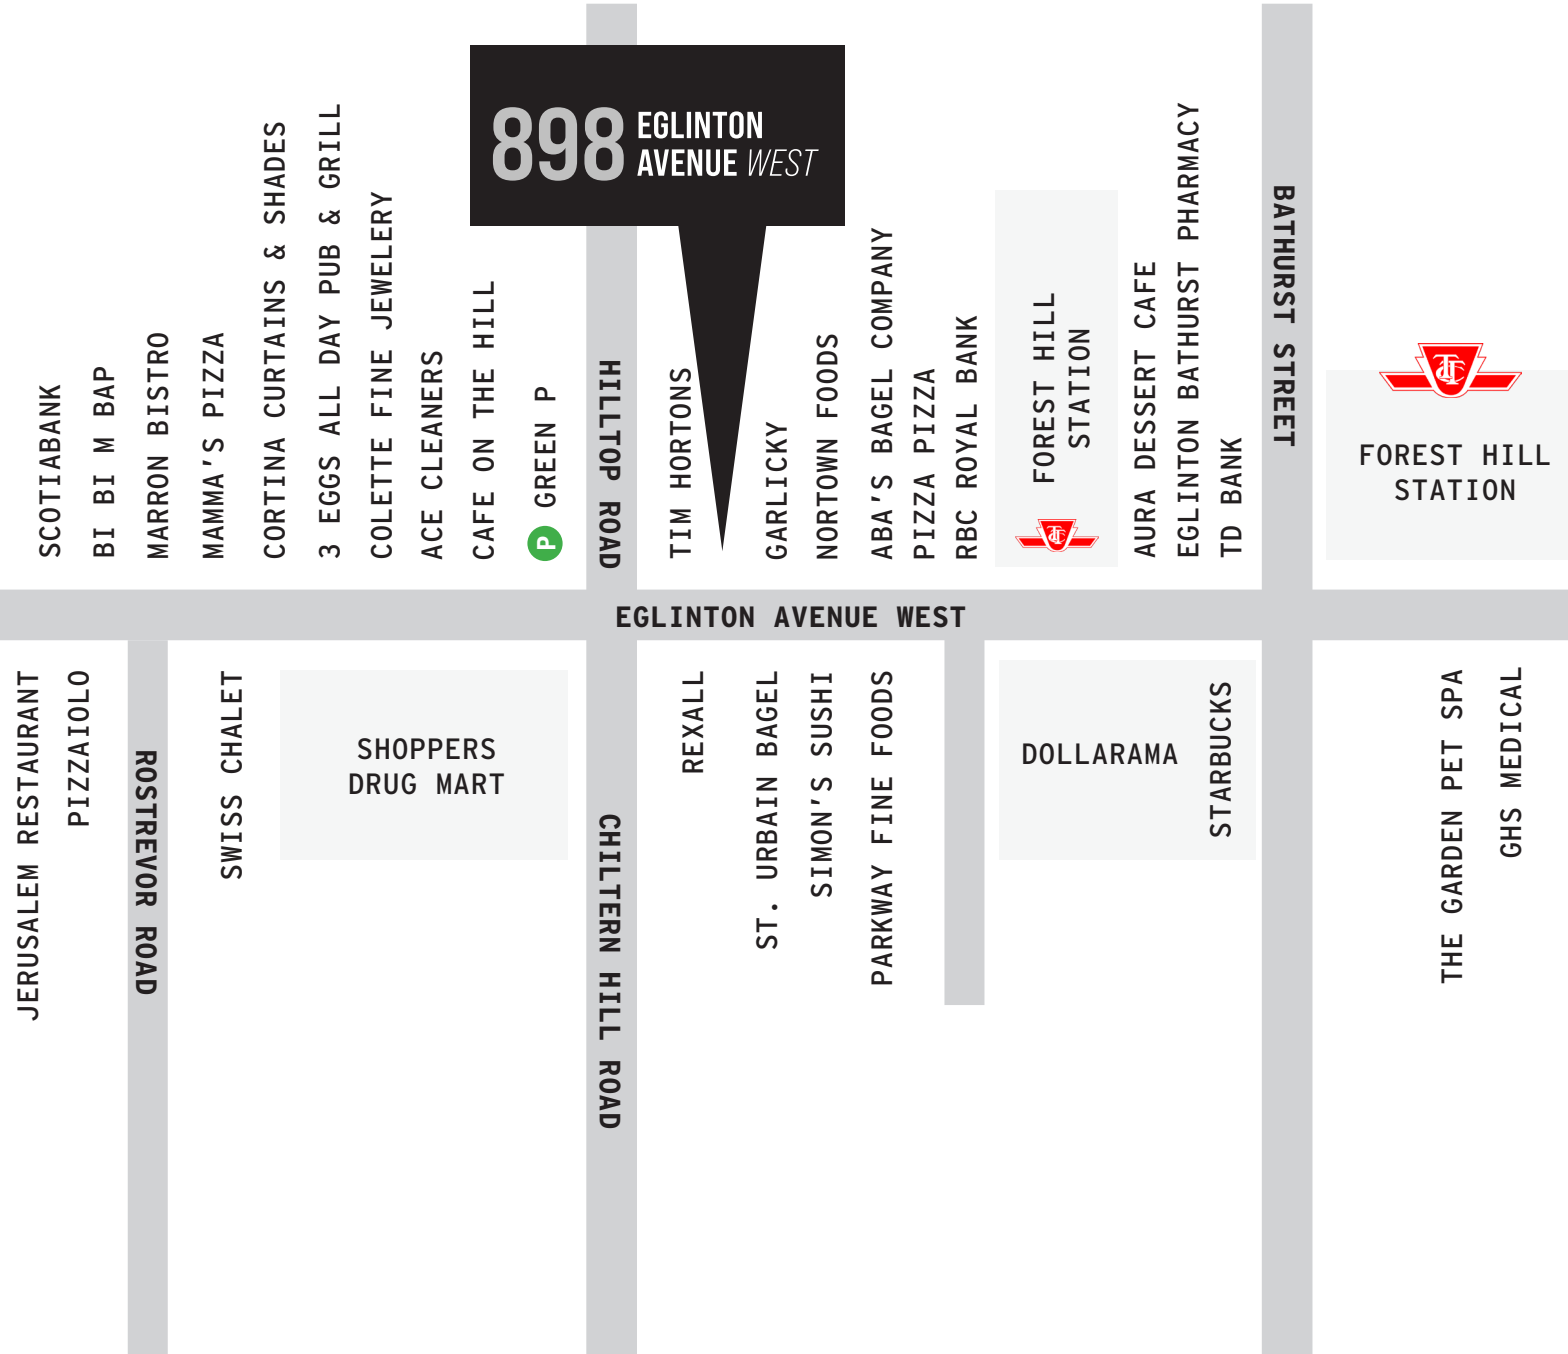 898 EGLINTON
AVENUE WEST
SCOTIABANK
BI BI M BAP
MARRON BISTRO
MAMMA'S PIZZA
CORTINA CURTAINS & SHADES
3 EGGS ALL DAY PUB & GRILL
COLETTE FINE JEWELERY
ACE CLEANERS
CAFE ON THE HILL
P GREEN P
HILLTOP ROAD
TIM HORTONS
GARLICKY
NORTOWN FOODS
ABA'S BAGEL COMPANY
PIZZA PIZZA
RBC ROYAL BANK
FOREST HILL
STATION
TTC
AURA DESSERT CAFE
EGLINTON BATHURST PHARMACY
TD BANK
BATHURST STREET
TTC
FOREST HILL
STATION
EGLINTON AVENUE WEST
JERUSALEM RESTAURANT
PIZZAIOLO
ROSTREVOR ROAD
SWISS CHALET
SHOPPERS
DRUG MART
CHILTERN HILL ROAD
REXALL
ST. URBAIN BAGEL
SIMON'S SUSHI
PARKWAY FINE FOODS
DOLLARAMA
STARBUCKS
THE GARDEN PET SPA
GHS MEDICAL